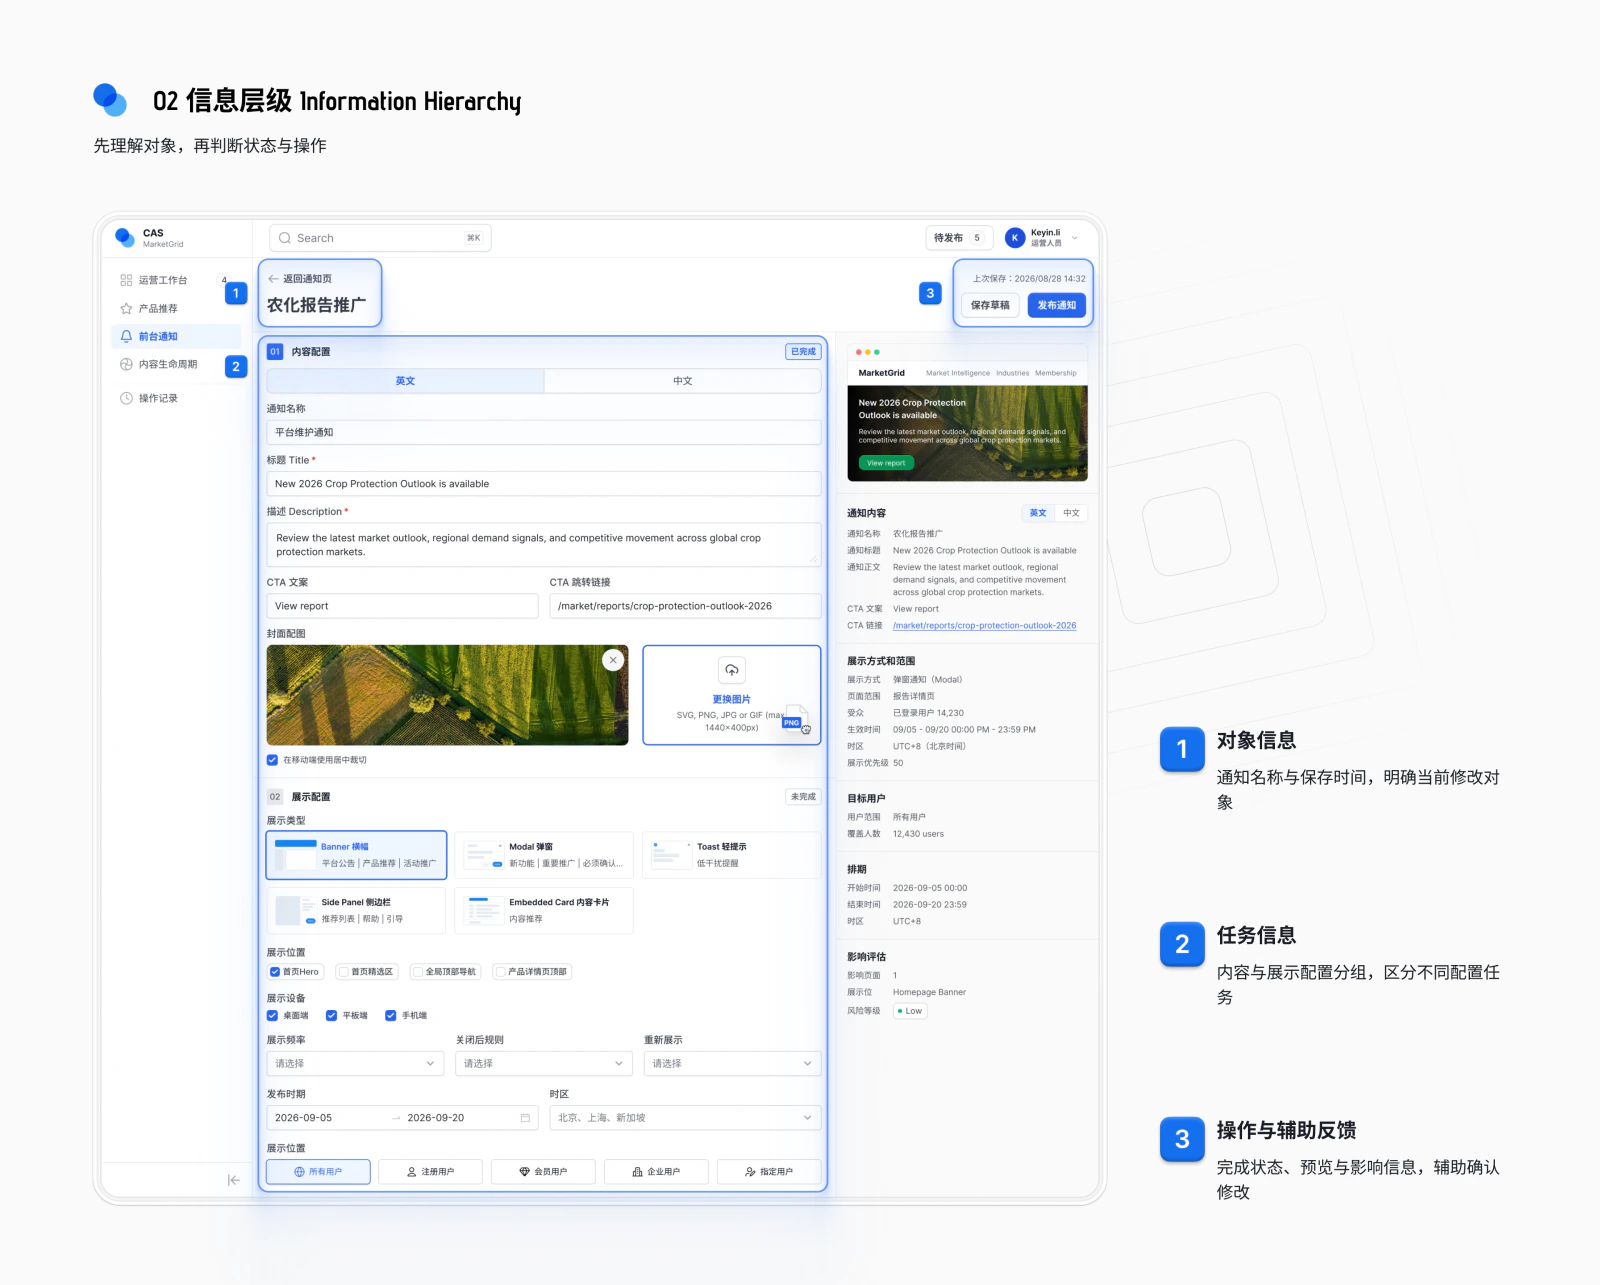 02 信息层级 Information Hierarchy
先理解对象，再判断状态与操作
CAS
MarketGrid
Search
⌘K
待发布 5
K
Keyin.li
运营人员
运营工作台 4
产品推荐
前台通知
内容生命周期
操作记录
1
返回通知页
农化报告推广
3
上次保存：2026/08/28 14:32
保存草稿
发布通知
2
01 内容配置
已完成
英文
中文
通知名称
平台维护通知
标题 Title *
New 2026 Crop Protection Outlook is available
描述 Description *
Review the latest market outlook, regional demand signals, and competitive movement across global crop
protection markets.
CTA 文案
CTA 跳转链接
View report
/market/reports/crop-protection-outlook-2026
封面配图
更换图片
SVG, PNG, JPG or GIF (max
1440×400px)
PNG
在移动端使用居中裁切
02 展示配置
未完成
展示类型
Banner 横幅
平台公告 | 产品推荐 | 活动推广
Modal 弹窗
新功能 | 重要推广 | 必须确认...
Toast 轻提示
低干扰提醒
Side Panel 侧边栏
推荐列表 | 帮助 | 引导
Embedded Card 内容卡片
内容推荐
展示位置
首页Hero
首页精选区
全局顶部导航
产品详情页顶部
展示设备
桌面端
平板端
手机端
展示频率
关闭后规则
重新展示
请选择
请选择
请选择
发布时期
时区
2026-09-05 → 2026-09-20
北京、上海、新加坡
展示位置
所有用户
注册用户
会员用户
企业用户
指定用户
MarketGrid
Market Intelligence Industries Membership
New 2026 Crop Protection
Outlook is available
Review the latest market outlook, regional demand signals, and
competitive movement across global crop protection markets.
View report
通知内容
英文
中文
通知名称 农化报告推广
通知标题 New 2026 Crop Protection Outlook is available
通知正文 Review the latest market outlook, regional
demand signals, and competitive movement
across global crop protection markets.
CTA 文案 View report
CTA 链接 /market/reports/crop-protection-outlook-2026
展示方式和范围
展示方式 弹窗通知（Modal）
页面范围 报告详情页
受众 已登录用户 14,230
生效时间 09/05 - 09/20 00:00 PM - 23:59 PM
时区 UTC+8（北京时间）
展示优先级 50
目标用户
用户范围 所有用户
覆盖人数 12,430 users
排期
开始时间 2026-09-05 00:00
结束时间 2026-09-20 23:59
时区 UTC+8
影响评估
影响页面 1
展示位 Homepage Banner
风险等级 Low
1
对象信息
通知名称与保存时间，明确当前修改对
象
2
任务信息
内容与展示配置分组，区分不同配置任
务
3
操作与辅助反馈
完成状态、预览与影响信息，辅助确认
修改